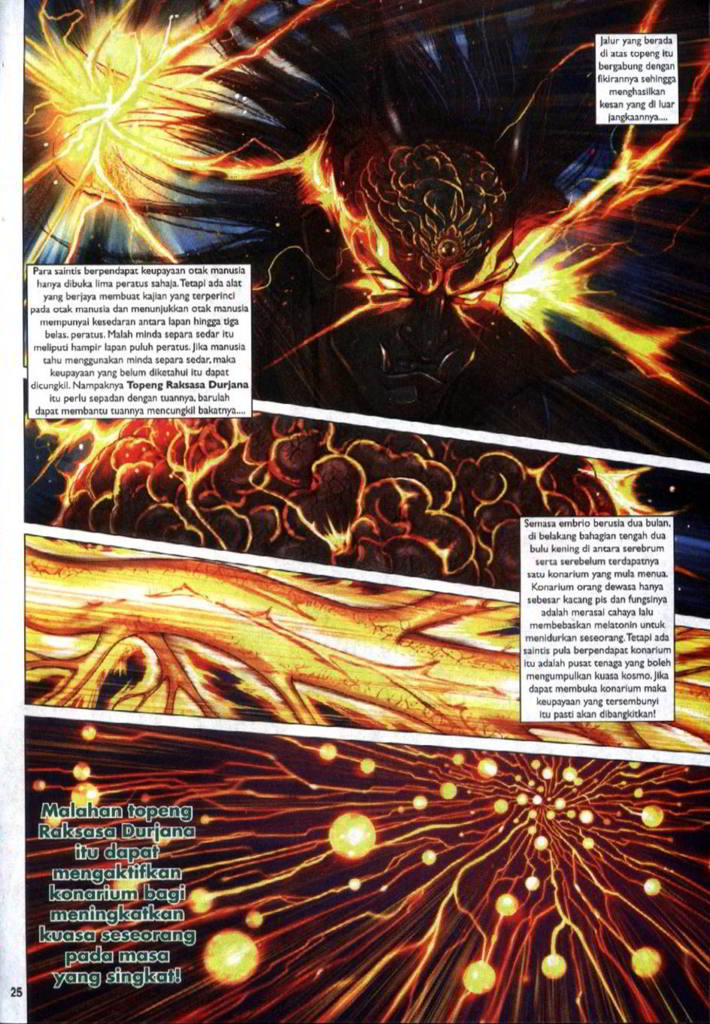 Jalur yang berada
di atas topeng itu
bergabung dengan
fikirannya sehingga
menghasilkan
kesan yang di luar
jangkaannya....
Para saintis berpendapat keupayaan otak manusia
hanya dibuka lima peratus sahaja. Tetapi ada alat
yang berjaya membuat kajian yang terperinci
pada otak manusia dan menunjukkan otak manusia
mempunyai kesedaran antara lapan hingga tiga
belas. peratus. Malah minda separa sedar itu
meliputi hampir lapan puluh peratus. Jika manusia
tahu menggunakan minda separa sedar, maka
keupayaan yang belum diketahui itu dapat
dicungkil. Nampaknya Topeng Raksasa Durjana
itu perlu sepadan dengan tuannya, barulah
dapat membantu tuannya mencungkil bakatnya....
Semasa embrio berusia dua bulan,
di belakang bahagian tengah dua
bulu kening di antara serebrum
serta serebelum terdapatnya
satu konarium yang mula menua.
Konarium orang dewasa hanya
sebesar kacang pis dan fungsinya
adalah merasai cahaya lalu
membebaskan melatonin untuk
menidurkan seseorang. Tetapi ada
saintis pula berpendapat konarium
itu adalah pusat tenaga yang boleh
mengumpulkan kuasa kosmo. Jika
dapat membuka konarium maka
keupayaan yang tersembunyi
itu pasti akan dibangkitkan!
Malahan topeng
Raksasa Durjana
itu dapat
mengaktifkan
konarium bagi
meningkatkan
kuasa seseorang
pada masa
yang singkat!
25